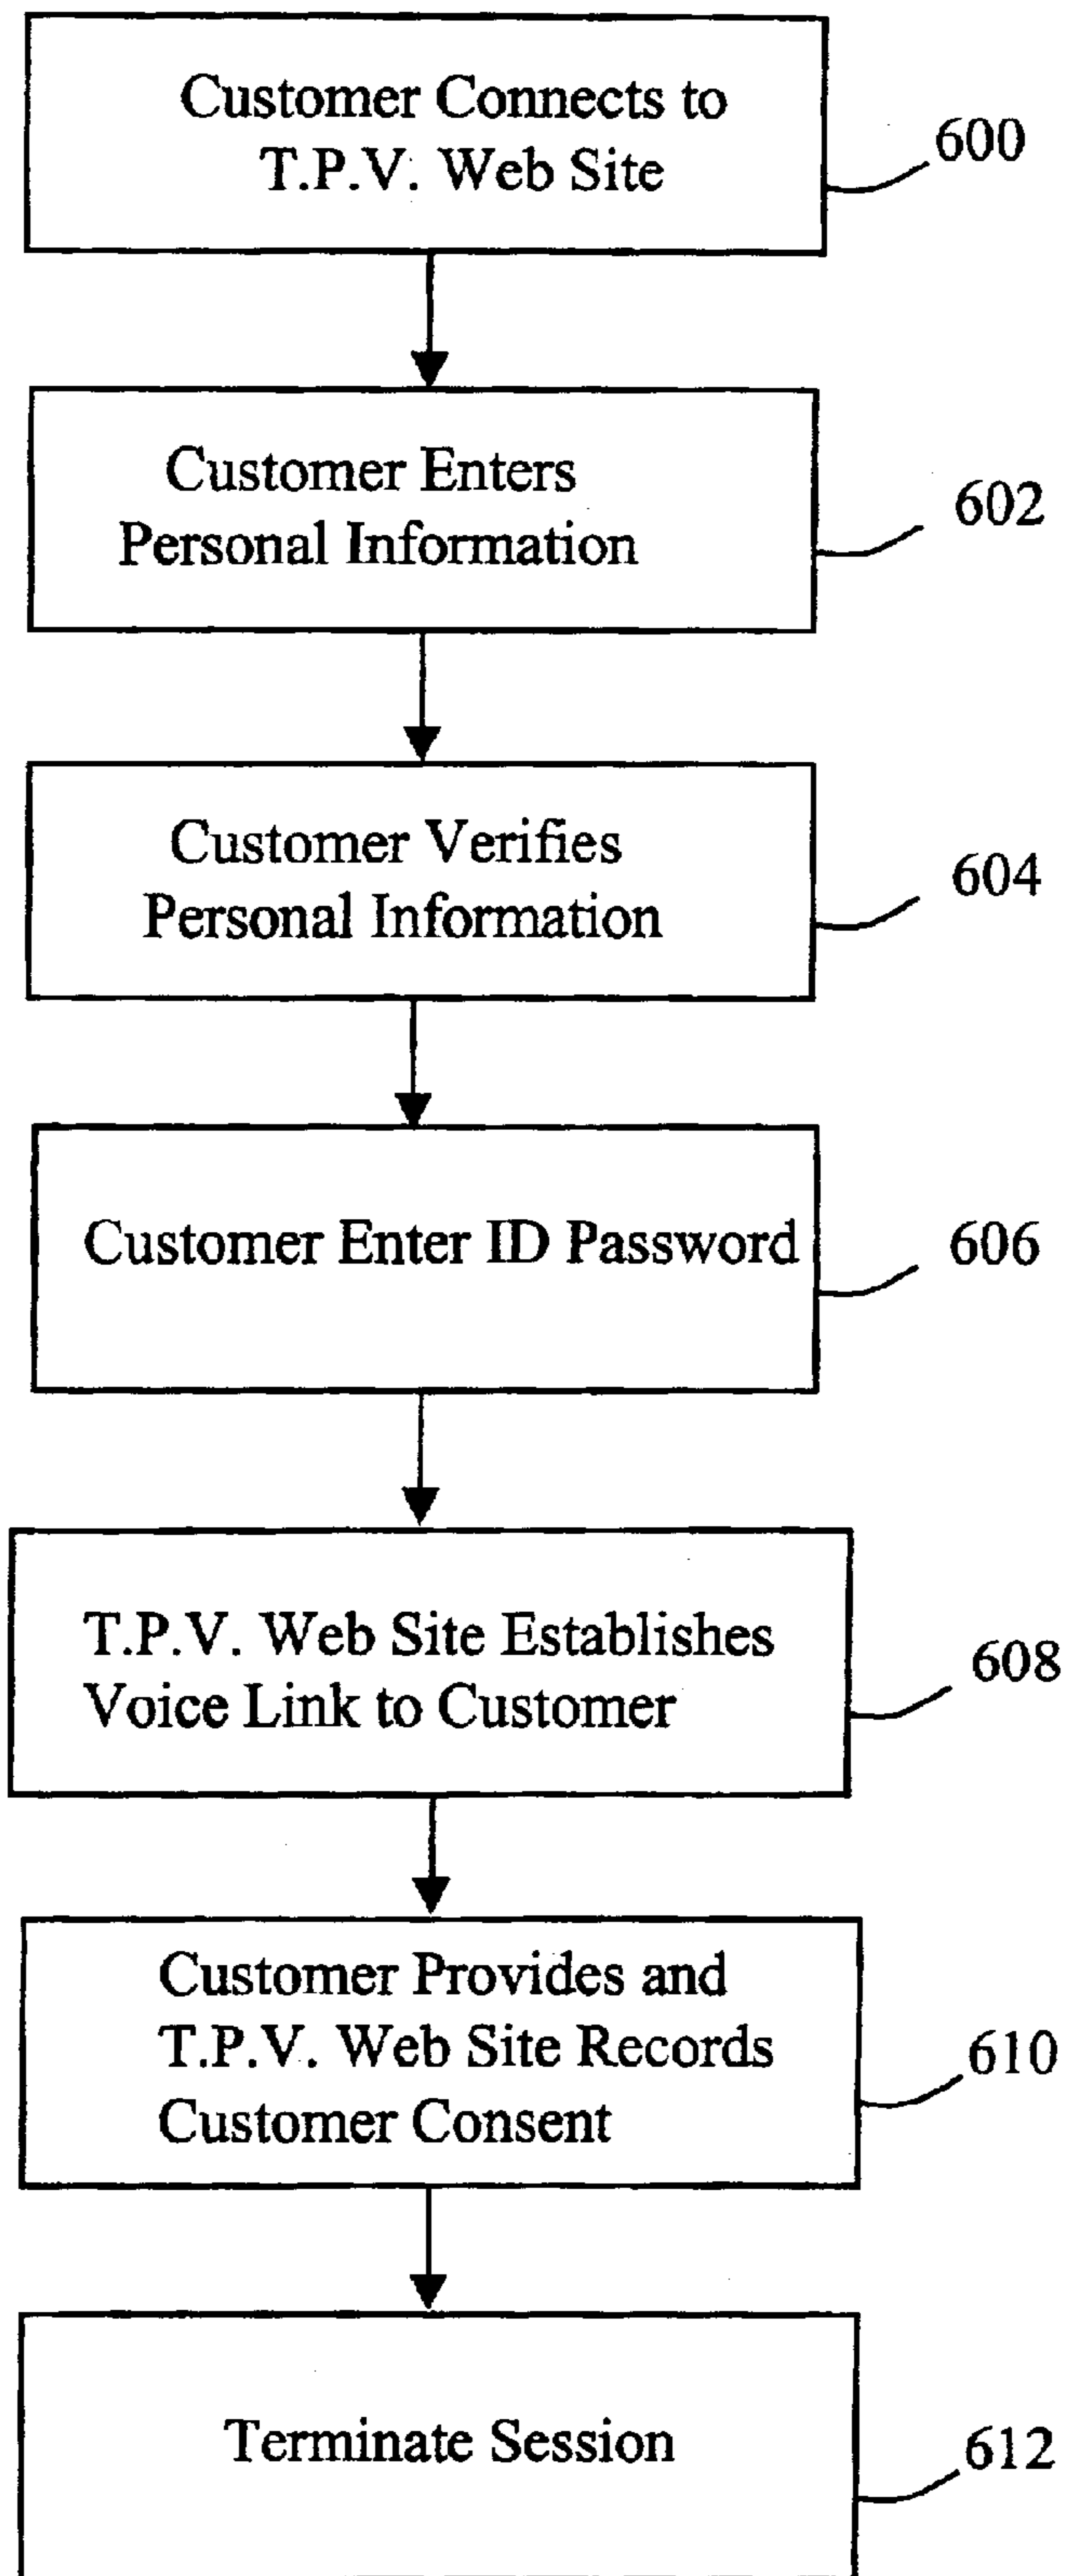 Customer Connects to
T.P.V. Web Site
600
Customer Enters
Personal Information
602
Customer Verifies
Personal Information
604
Customer Enter ID Password
606
T.P.V. Web Site Establishes
Voice Link to Customer
608
Customer Provides and
T.P.V. Web Site Records
Customer Consent
610
Terminate Session
612